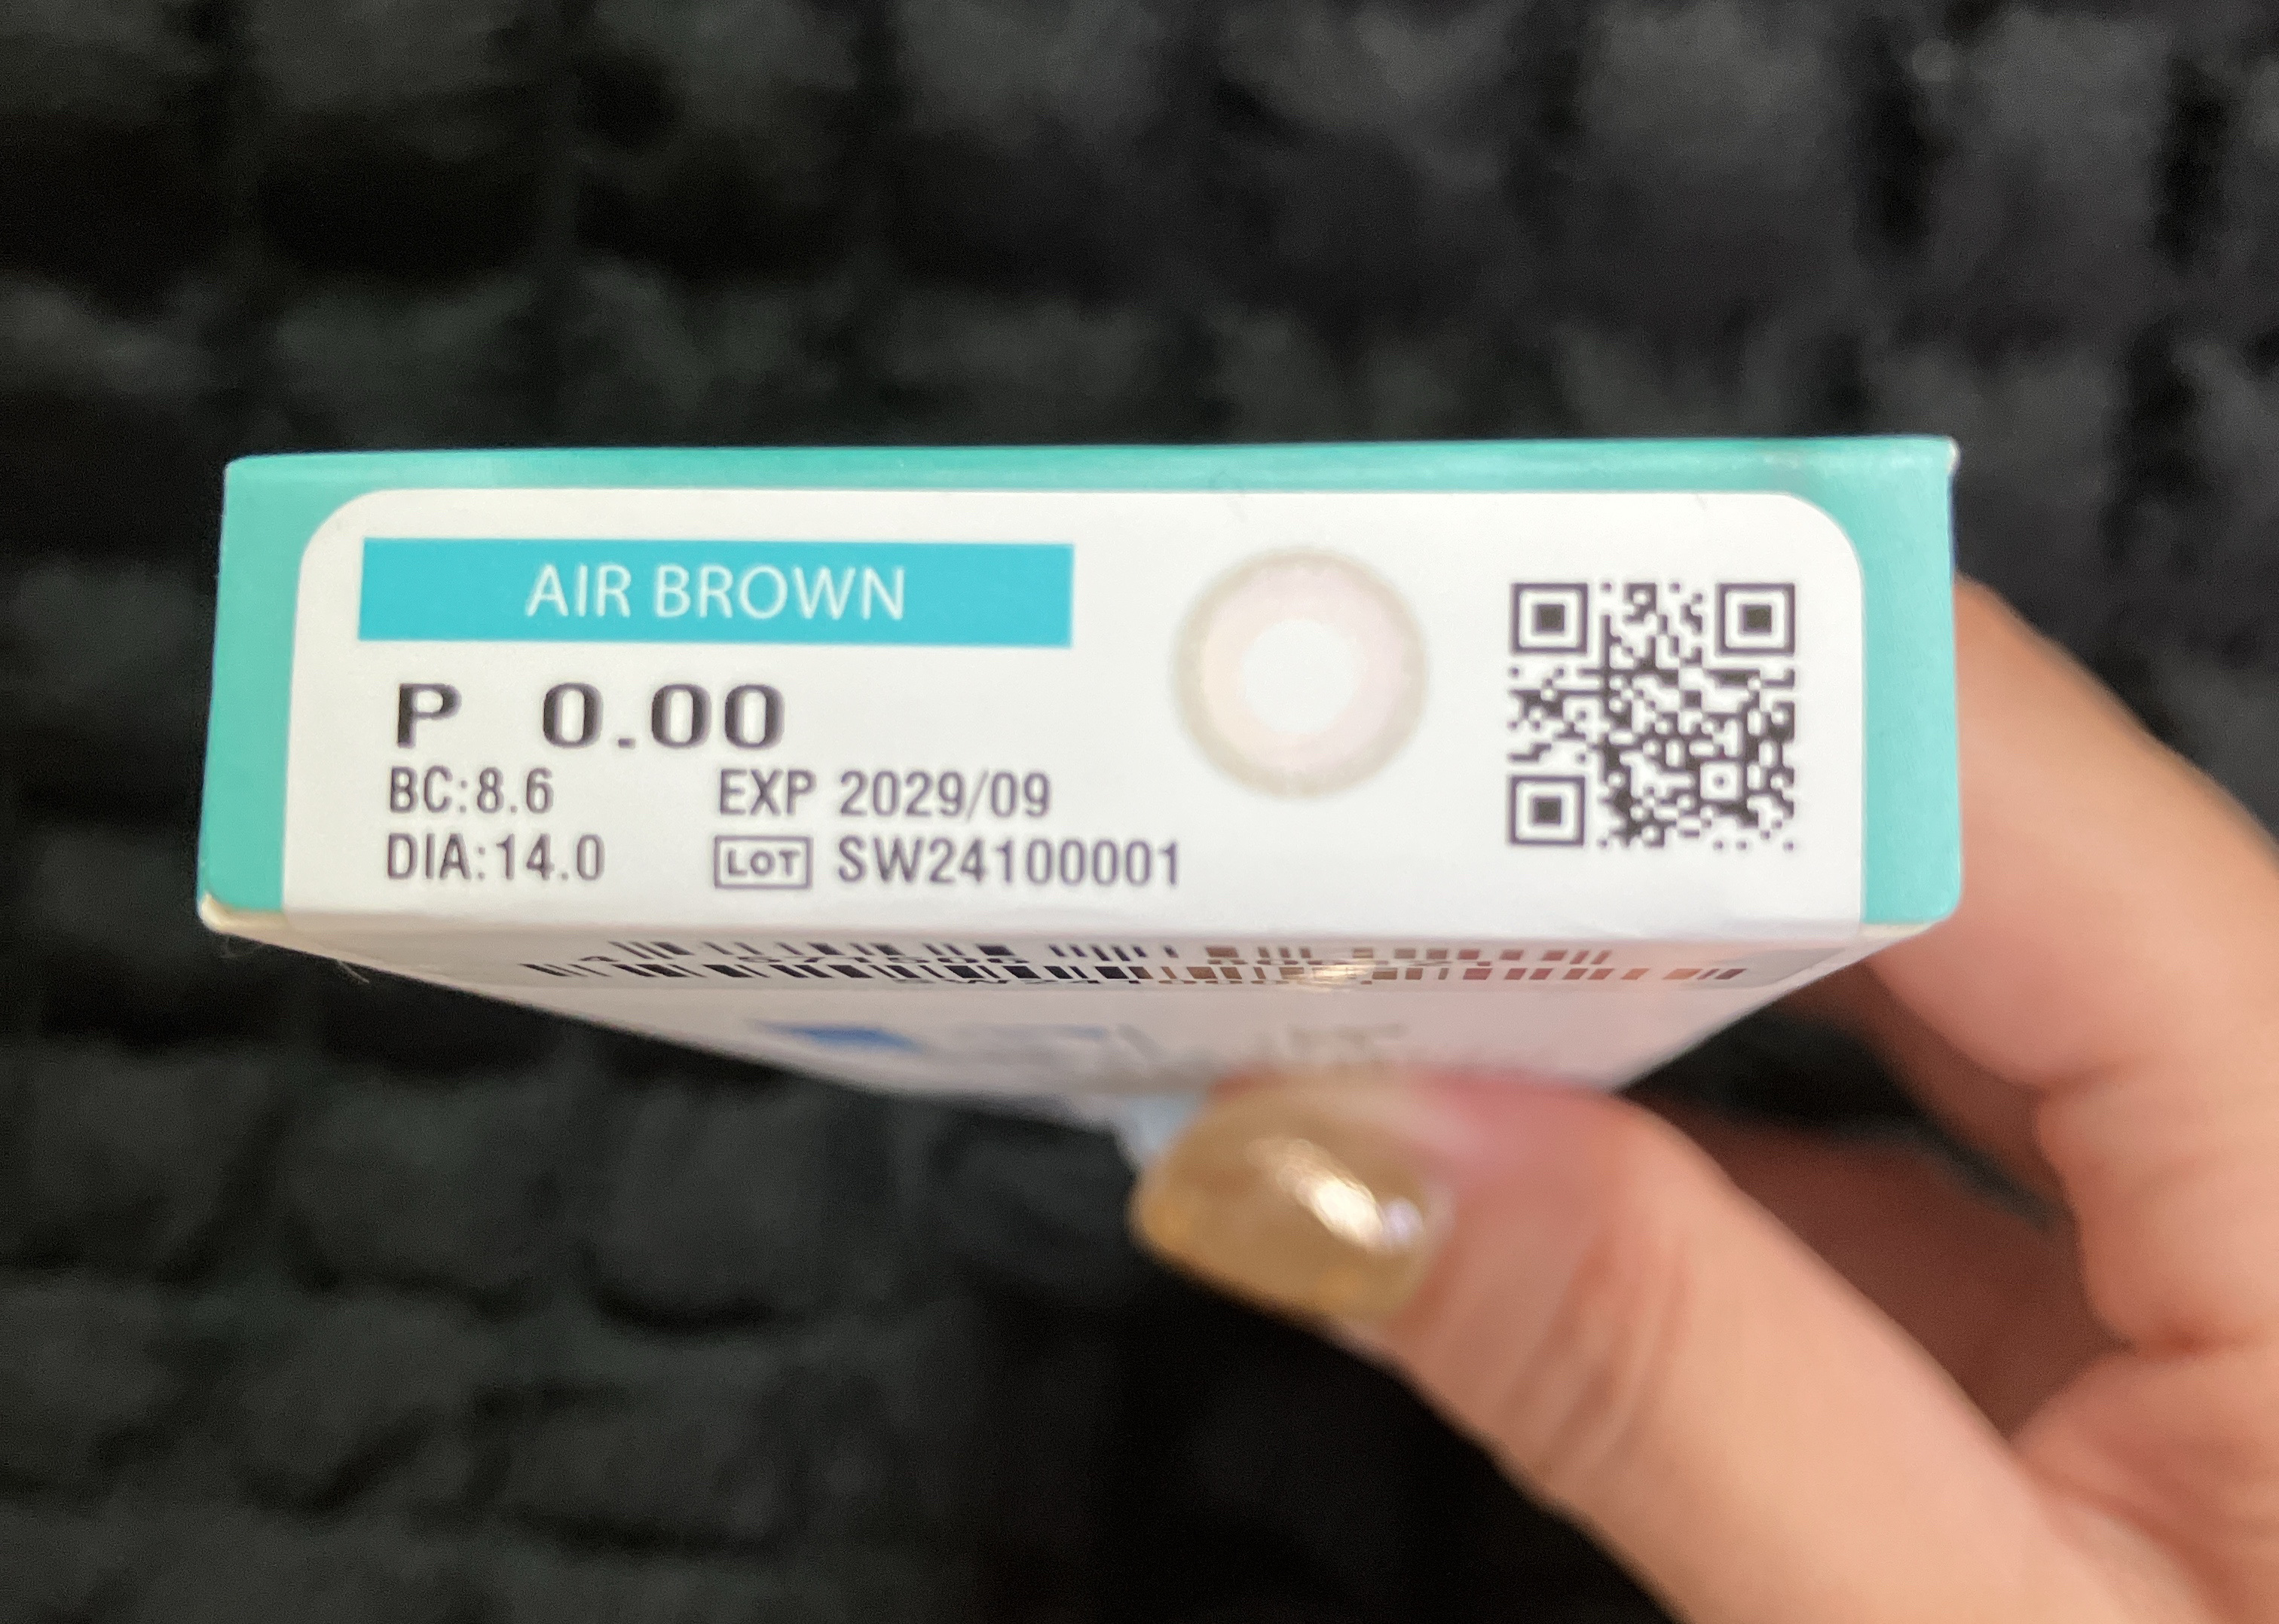 AIR BROWN
P 0.00
BC:8.6 EXP 2029/09
DIA:14.0 LOT SW24100001